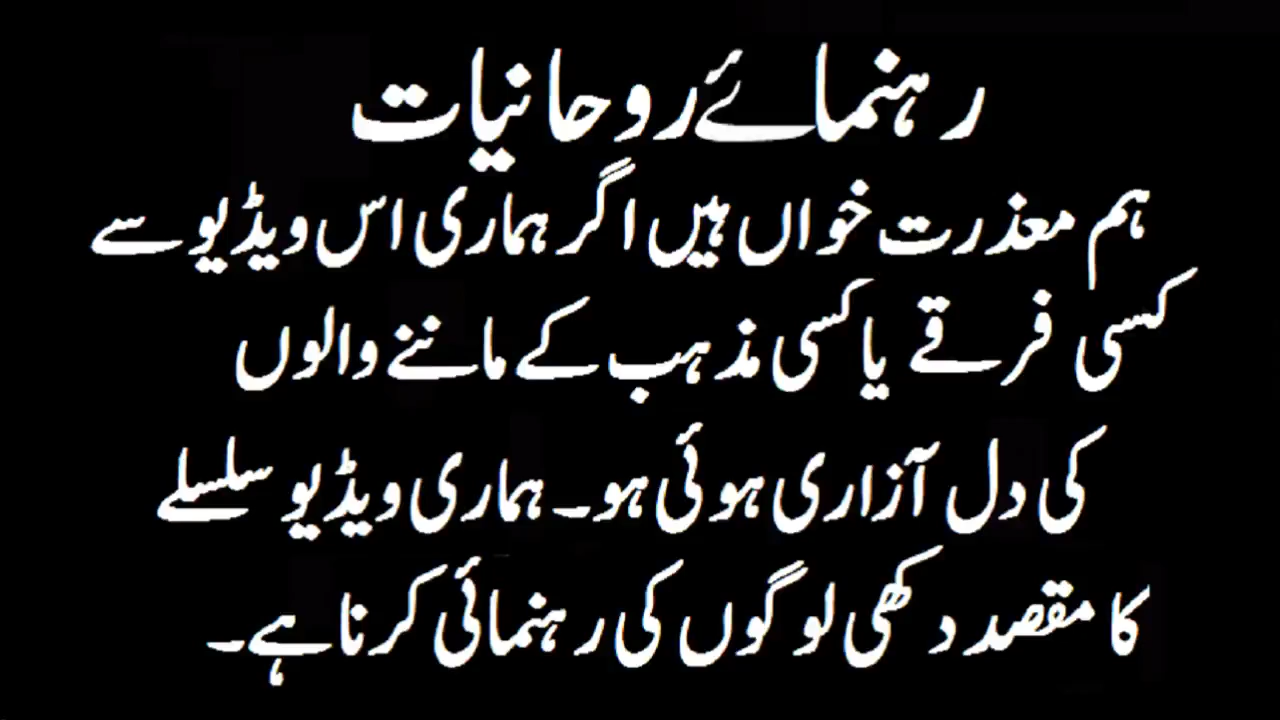 رہنمائے روحانیات
ہم معذرت خواں ہیں اگر ہماری اس ویڈیو سے
کسی فرقے یا کسی مذہب کے ماننے والوں
کی دل آزاری ہوئی ہو۔ ہماری ویڈیو سلسلے
کا مقصد دکھی لوگوں کی رہنمائی کرنا ہے۔